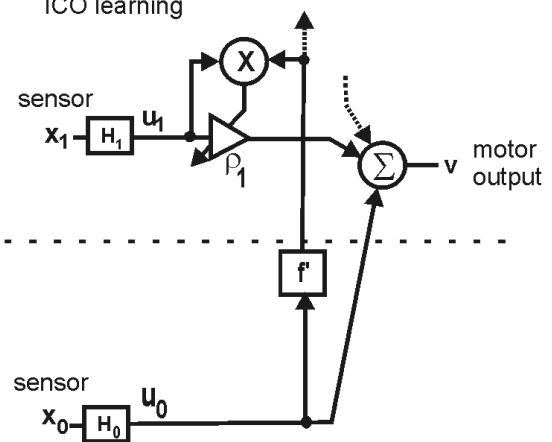 ICO learning
X
sensor
x₁ H₁ u₁
ρ₁
Σ v motor
output
f'
sensor
x₀ H₀ u₀